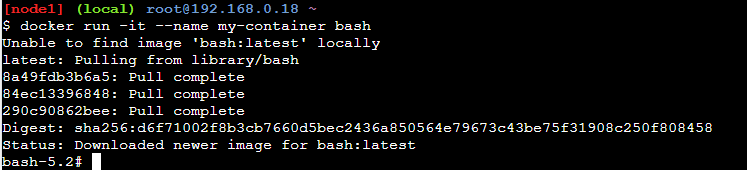 [node1] (local) root@192.168.0.18 ~
$ docker run -it --name my-container bash
Unable to find image 'bash:latest' locally
latest: Pulling from library/bash
8a49fdb3b6a5: Pull complete
84ec13396848: Pull complete
290c90862bee: Pull complete
Digest: sha256:d6f71002f8b3cb7660d5bec2436a850564e79673c43be75f31908c250f808458
Status: Downloaded newer image for bash:latest
bash-5.2#